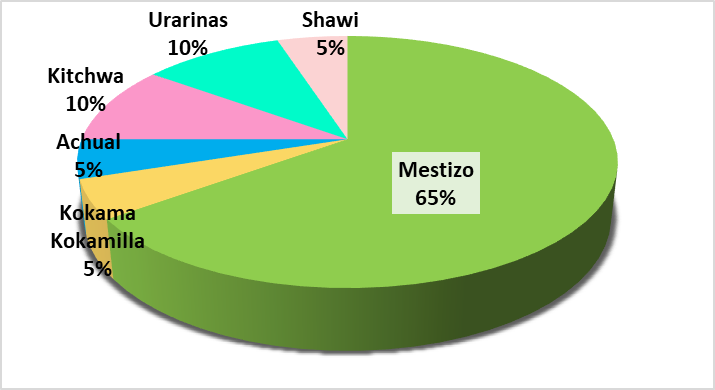 Urarinas
10%
Shawi
5%
Kitchwa
10%
Achual
5%
Mestizo
65%
Kokama
Kokamilla
5%